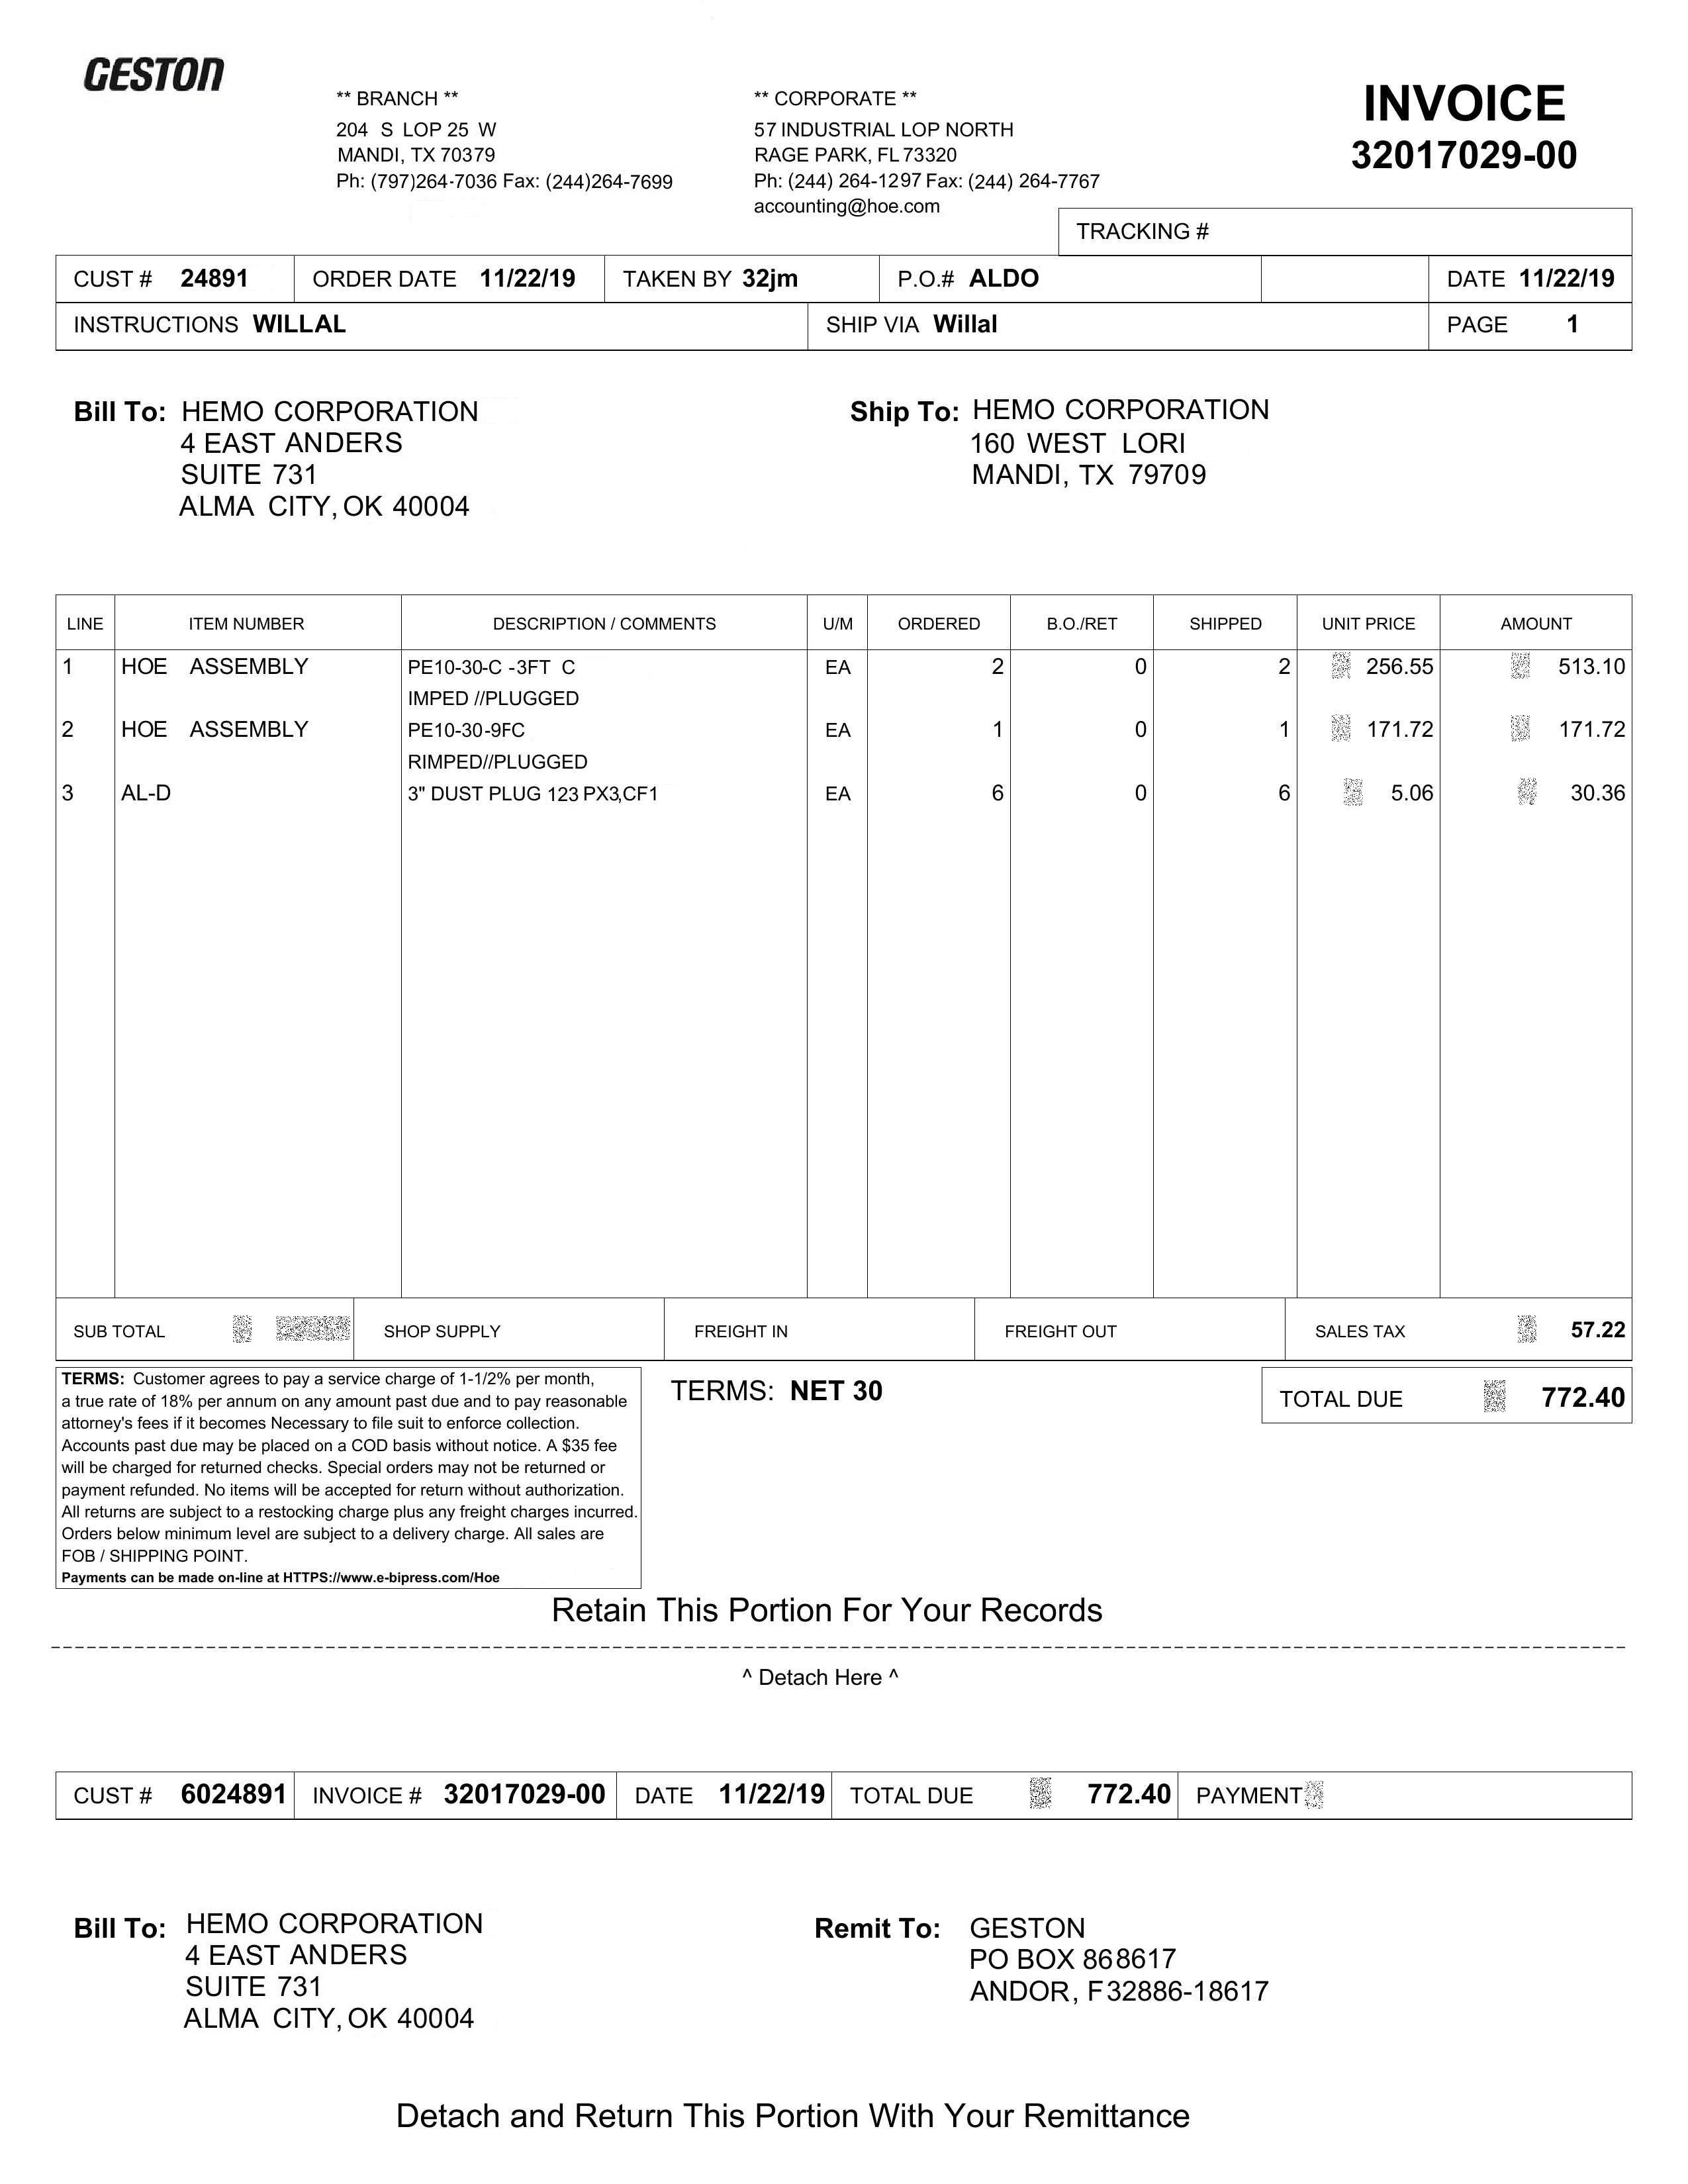 GESTON
** BRANCH **
204 S LOP 25 W
MANDI, TX 70379
Ph: (797)264-7036 Fax: (244)264-7699
** CORPORATE **
57 INDUSTRIAL LOP NORTH
RAGE PARK, FL 73320
Ph: (244) 264-1297 Fax: (244) 264-7767
accounting@hoe.com
INVOICE
32017029-00
TRACKING #
CUST # 24891 ORDER DATE 11/22/19 TAKEN BY 32jm P.O.# ALDO DATE 11/22/19
INSTRUCTIONS WILLAL SHIP VIA Willal PAGE 1
Bill To: HEMO CORPORATION
4 EAST ANDERS
SUITE 731
ALMA CITY, OK 40004
Ship To: HEMO CORPORATION
160 WEST LORI
MANDI, TX 79709
LINE ITEM NUMBER DESCRIPTION / COMMENTS U/M ORDERED B.O./RET SHIPPED UNIT PRICE AMOUNT
1 HOE ASSEMBLY PE10-30-C -3FT C EA 2 0 2 256.55 513.10
IMPED //PLUGGED
2 HOE ASSEMBLY PE10-30-9FC EA 1 0 1 171.72 171.72
RIMPED//PLUGGED
3 AL-D 3" DUST PLUG 123 PX3,CF1 EA 6 0 6 5.06 30.36
SUB TOTAL SHOP SUPPLY FREIGHT IN FREIGHT OUT SALES TAX 57.22
TERMS: Customer agrees to pay a service charge of 1-1/2% per month,
a true rate of 18% per annum on any amount past due and to pay reasonable
attorney's fees if it becomes Necessary to file suit to enforce collection.
Accounts past due may be placed on a COD basis without notice. A $35 fee
will be charged for returned checks. Special orders may not be returned or
payment refunded. No items will be accepted for return without authorization.
All returns are subject to a restocking charge plus any freight charges incurred.
Orders below minimum level are subject to a delivery charge. All sales are
FOB / SHIPPING POINT.
Payments can be made on-line at HTTPS://www.e-bipress.com/Hoe
TERMS: NET 30
TOTAL DUE 772.40
Retain This Portion For Your Records
^ Detach Here ^
CUST # 6024891 INVOICE # 32017029-00 DATE 11/22/19 TOTAL DUE 772.40 PAYMENT
Bill To: HEMO CORPORATION
4 EAST ANDERS
SUITE 731
ALMA CITY, OK 40004
Remit To: GESTON
PO BOX 868617
ANDOR, F32886-18617
Detach and Return This Portion With Your Remittance